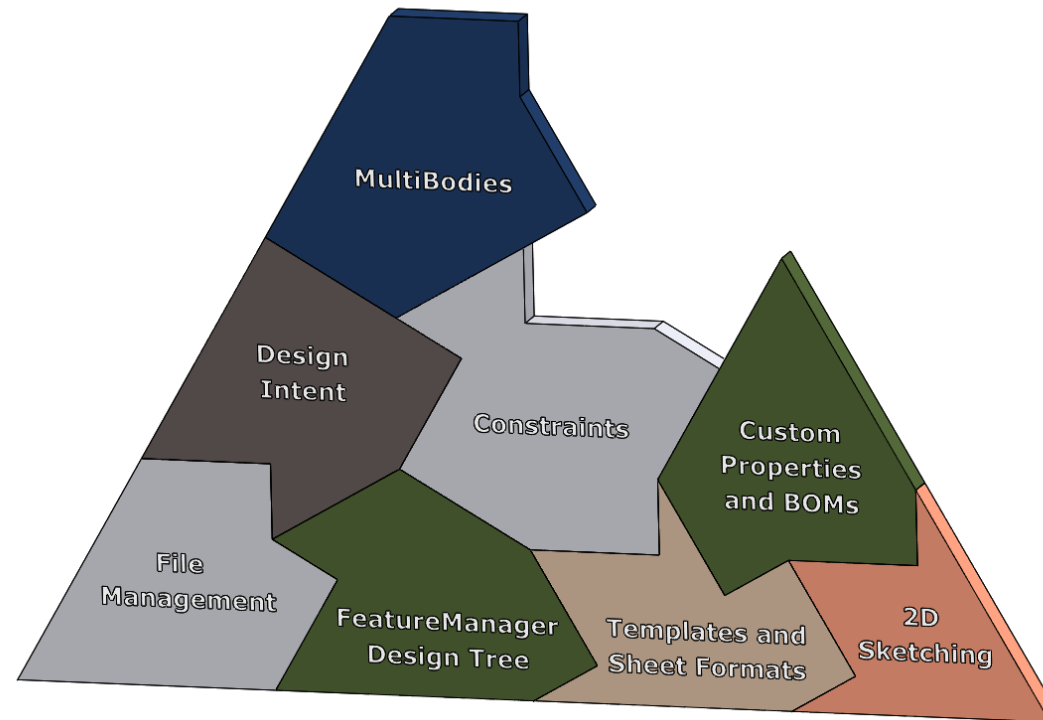 MultiBodies
Design
Intent
Constraints
Custom
Properties
and BOMs
File
Management
FeatureManager
Design Tree
Templates and
Sheet Formats
2D
Sketching